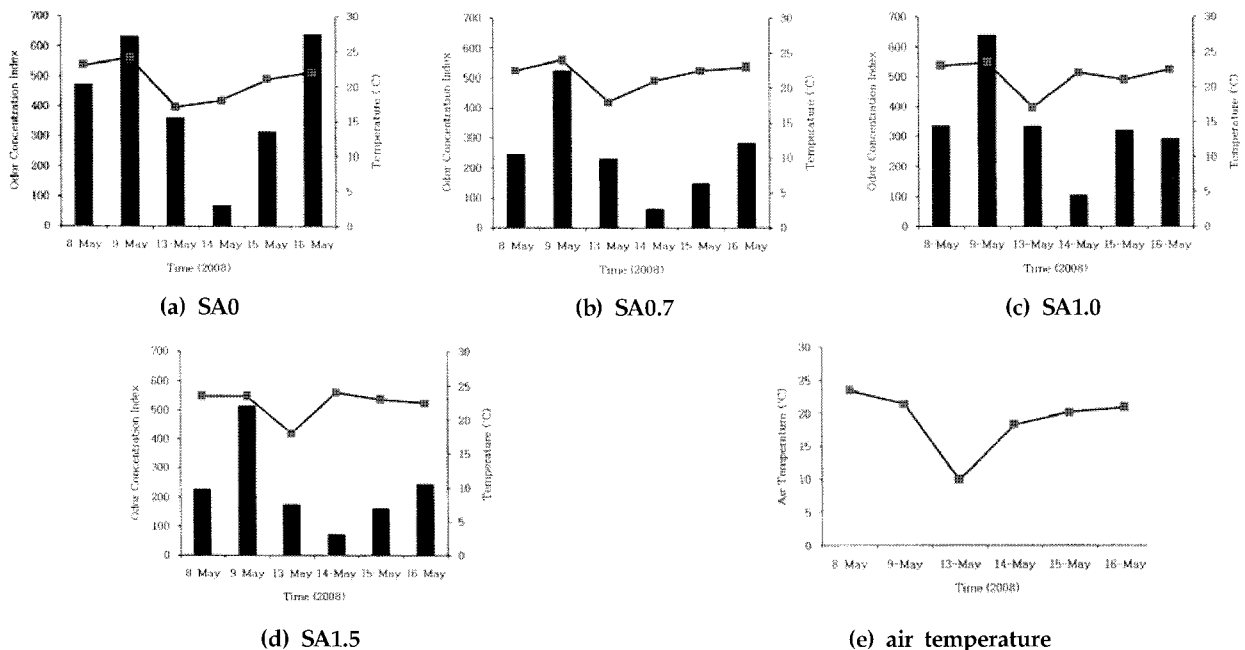 700
600
500
400
300
200
100
0
Odor Concentration Index
30
25
20
15
10
5
0
Temperature (℃)
8 May 9 May 13-May 14 May 15 May 16 May
Time (2008)
(a) SA0
700
600
500
400
300
200
100
0
Odor Concentration Index
30
25
20
15
10
5
0
Temperature (℃)
8 May 9 May 13-May 14 May 15 May 16 May
Time (2008)
(b) SA0.7
700
600
500
400
300
200
100
0
Odor Concentration Index
30
25
20
15
10
5
0
Temperature (℃)
8-May 9-May 13-May 14-May 15-May 16-May
Time (2008)
(c) SA1.0
700
600
500
400
300
200
100
0
Odor Concentration Index
30
25
20
15
10
5
0
Temperature (℃)
8 May 9 May 13 May 14-May 15-May 16 May
Time (2008)
(d) SA1.5
30
25
20
15
10
5
0
Air Temperature (℃)
8 May 9-May 13-May 14-May 15-May 16-May
Time (2008)
(e) air temperature